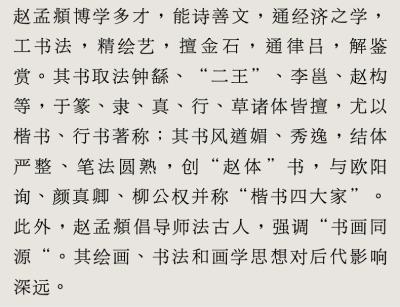 赵孟頫博学多才，能诗善文，通经济之学，
工书法，精绘艺，擅金石，通律吕，解鉴
赏。其书取法钟繇、“二王”、李邕、赵构
等，于篆、隶、真、行、草诸体皆擅，尤以
楷书、行书著称；其书风遒媚、秀逸，结体
严整、笔法圆熟，创“赵体”书，与欧阳
询、颜真卿、柳公权并称“楷书四大家”。
此外，赵孟頫倡导师法古人，强调“书画同
源“。其绘画、书法和画学思想对后代影响
深远。